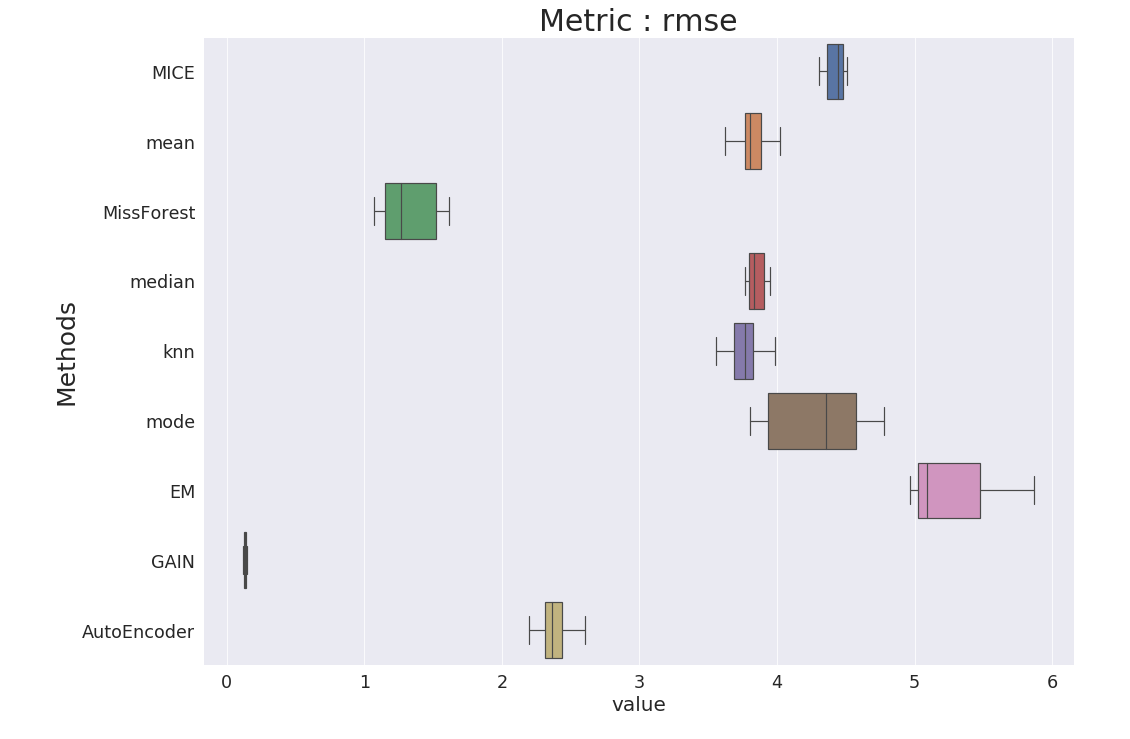 Metric : rmse
Methods
MICE
mean
MissForest
median
knn
mode
EM
GAIN
AutoEncoder
0 1 2 3 4 5 6
value